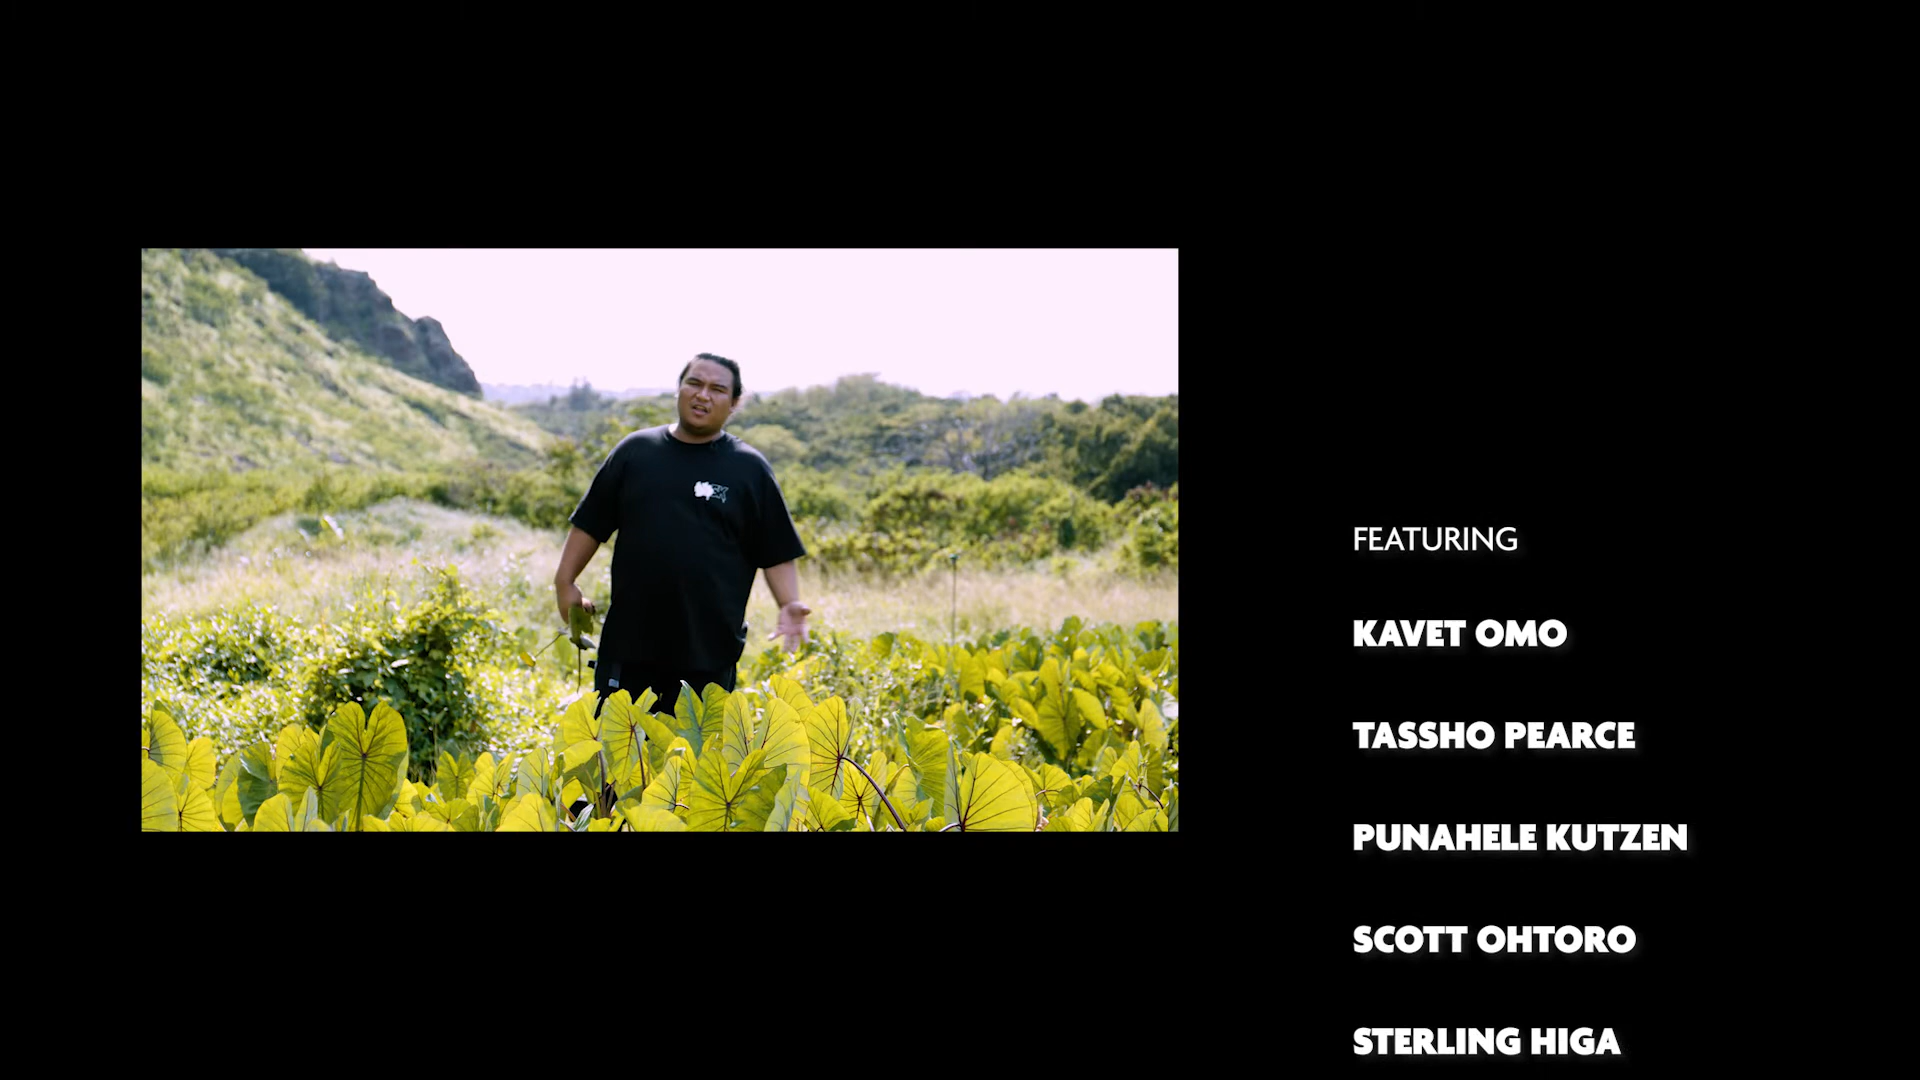 FEATURING
KAVET OMO
TASSHO PEARCE
PUNAHELE KUTZEN
SCOTT OHTORO
STERLING HIGA